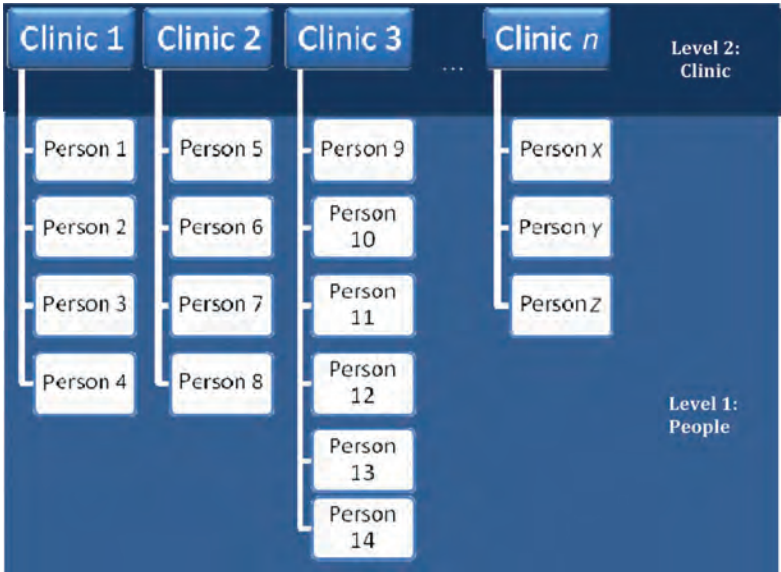 Clinic 1
Clinic 2
Clinic 3
...
Clinic n
Level 2:
Clinic
Person 1
Person 2
Person 3
Person 4
Person 5
Person 6
Person 7
Person 8
Person 9
Person
10
Person
11
Person
12
Person
13
Person
14
Person x
Person y
Person z
Level 1:
People